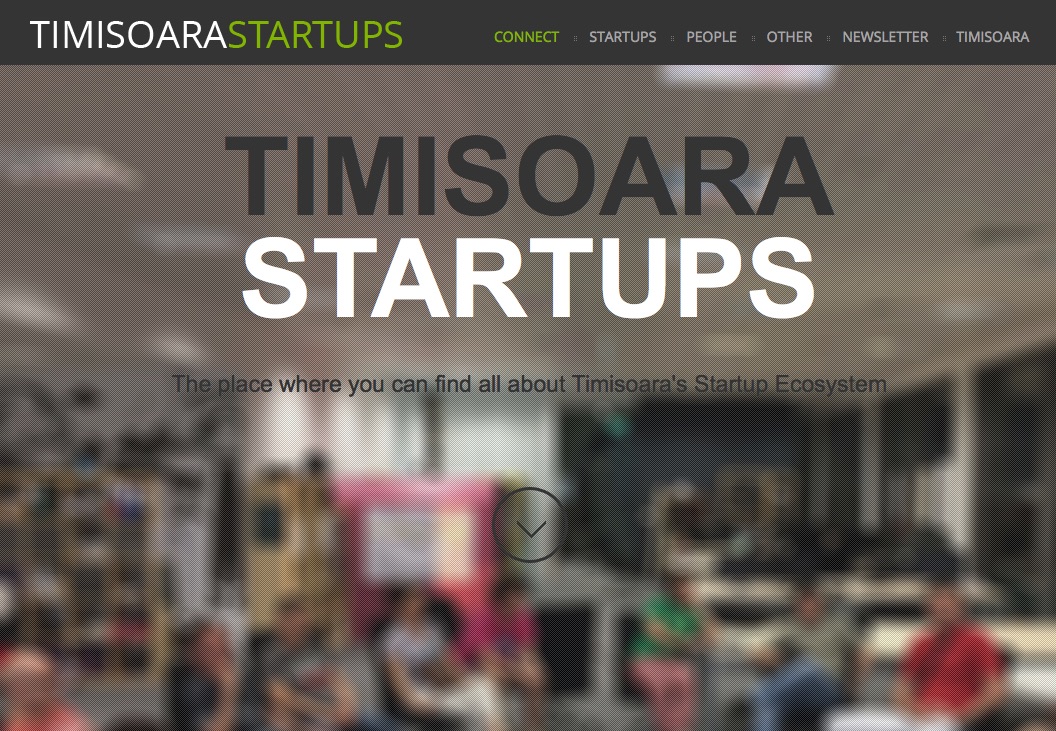 TIMISOARASTARTUPS
CONNECT STARTUPS PEOPLE OTHER NEWSLETTER TIMISOARA
TIMISOARA
STARTUPS
The place where you can find all about Timisoara's Startup Ecosystem